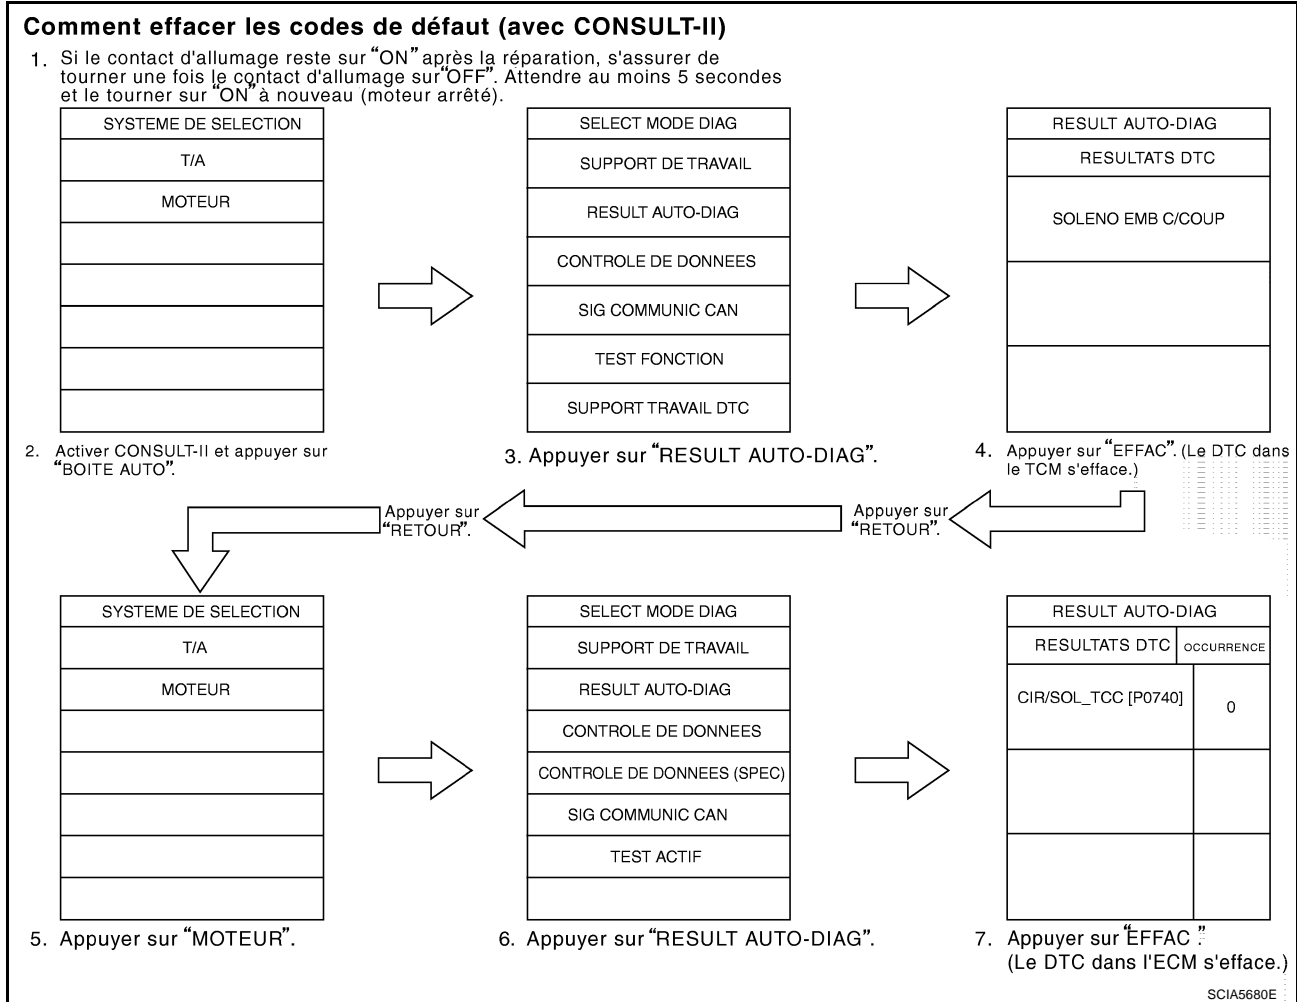 Comment effacer les codes de défaut (avec CONSULT-II)
1. Si le contact d'allumage reste sur “ON” après la réparation, s'assurer de
tourner une fois le contact d'allumage sur “OFF”. Attendre au moins 5 secondes
et le tourner sur “ON” à nouveau (moteur arrêté).
SYSTEME DE SELECTION
T/A
MOTEUR
SELECT MODE DIAG
SUPPORT DE TRAVAIL
RESULT AUTO-DIAG
CONTROLE DE DONNEES
SIG COMMUNIC CAN
TEST FONCTION
SUPPORT TRAVAIL DTC
RESULT AUTO-DIAG
RESULTATS DTC
SOLENO EMB C/COUP
2. Activer CONSULT-II et appuyer sur
“BOITE AUTO”.
3. Appuyer sur “RESULT AUTO-DIAG”.
4. Appuyer sur “EFFAC”. (Le DTC dans
le TCM s'efface.)
Appuyer sur
“RETOUR”.
Appuyer sur
“RETOUR”.
SYSTEME DE SELECTION
T/A
MOTEUR
SELECT MODE DIAG
SUPPORT DE TRAVAIL
RESULT AUTO-DIAG
CONTROLE DE DONNEES
CONTROLE DE DONNEES (SPEC)
SIG COMMUNIC CAN
TEST ACTIF
RESULT AUTO-DIAG
RESULTATS DTC OCCURRENCE
CIR/SOL_TCC [P0740] 0
5. Appuyer sur “MOTEUR”.
6. Appuyer sur “RESULT AUTO-DIAG”.
7. Appuyer sur “EFFAC”.
(Le DTC dans l'ECM s'efface.)
SCIA5680E